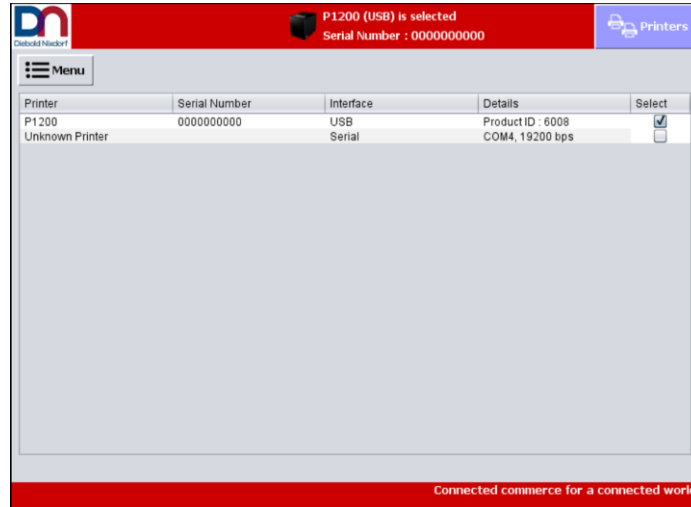 DN
Diebold Nixdorf
P1200 (USB) is selected
Serial Number : 0000000000
Printers
Menu
Printer Serial Number Interface Details Select
P1200 0000000000 USB Product ID : 6008
Unknown Printer Serial COM4, 19200 bps
Connected commerce for a connected worl